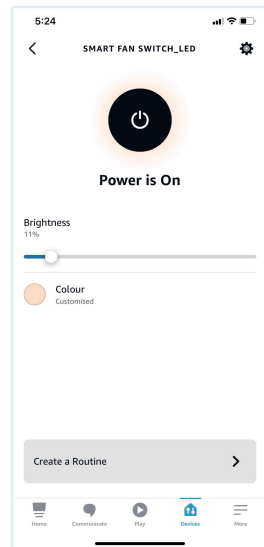 5:24
SMART FAN SWITCH_LED
Power is On
Brightness
11%
Colour
Customised
Create a Routine
Home Communicate Play Devices More